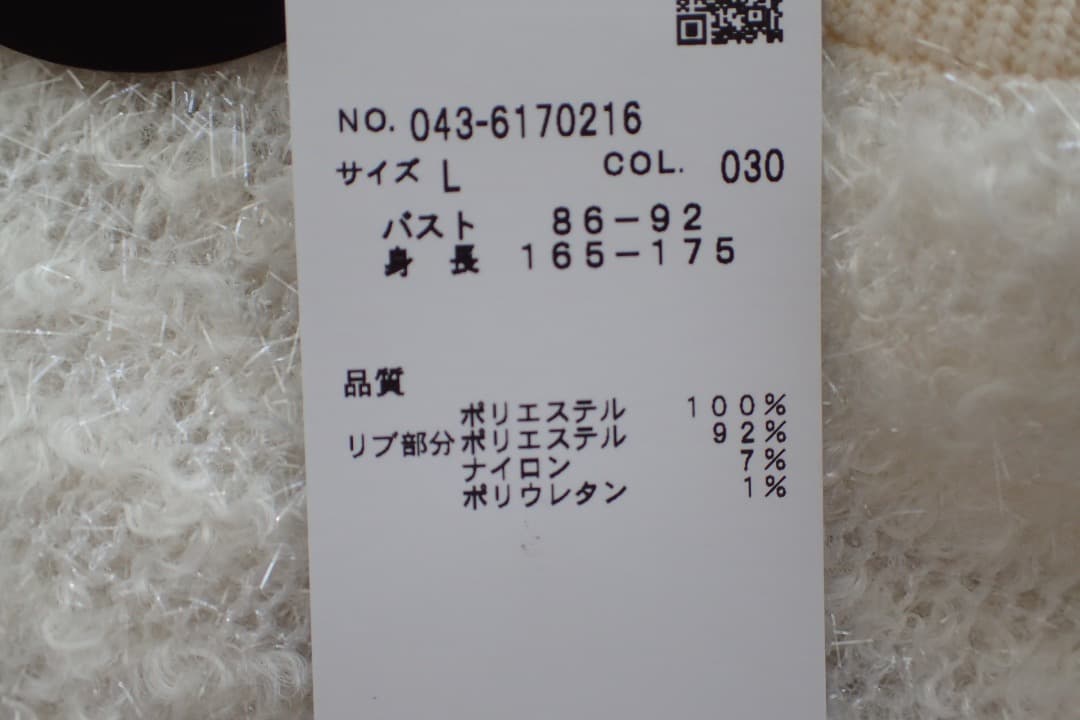 NO. 043-6170216
サイズ L COL. 030
バスト 86-92
身長 165-175
品質
ポリエステル 100%
リブ部分 ポリエステル 92%
ナイロン 7%
ポリウレタン 1%